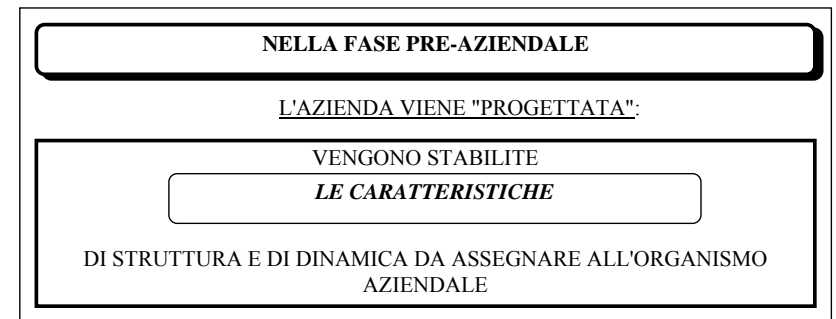 NELLA FASE PRE-AZIENDALE
L'AZIENDA VIENE "PROGETTATA":
VENGONO STABILITE
LE CARATTERISTICHE
DI STRUTTURA E DI DINAMICA DA ASSEGNARE ALL'ORGANISMO
AZIENDALE